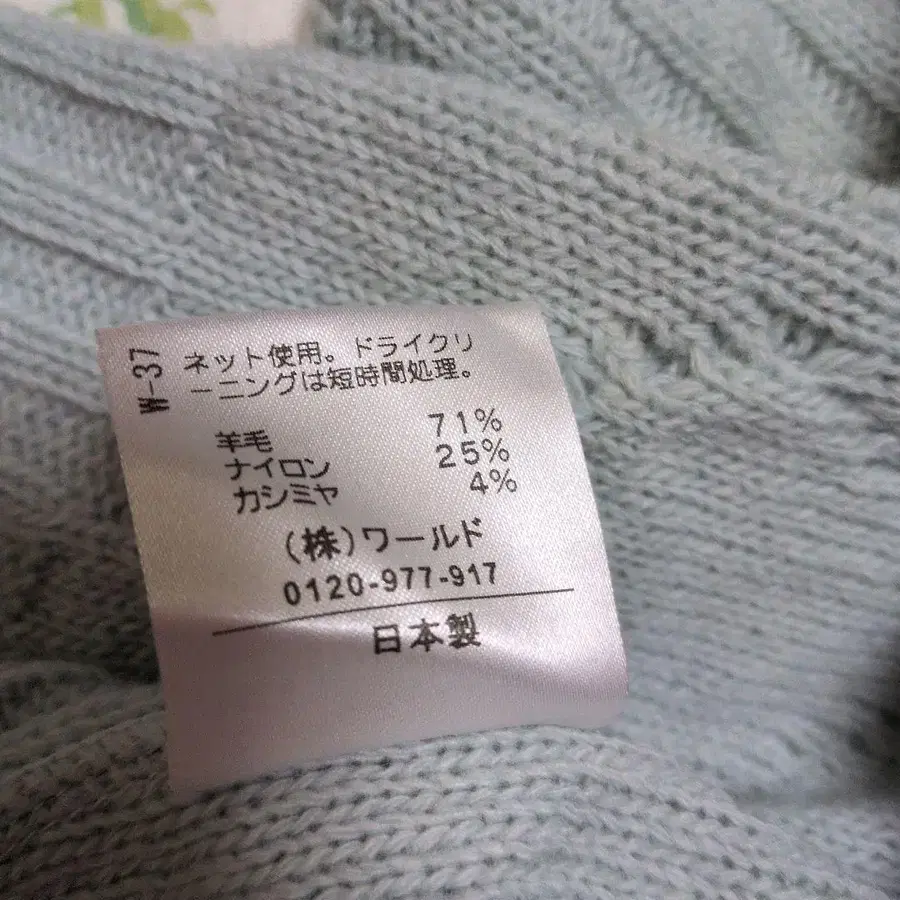 W-37
ネット使用。ドライクリ
ーニングは短時間処理。
羊毛 71%
ナイロン 25%
カシミヤ 4%
(株)ワールド
0120-977-917
日本製